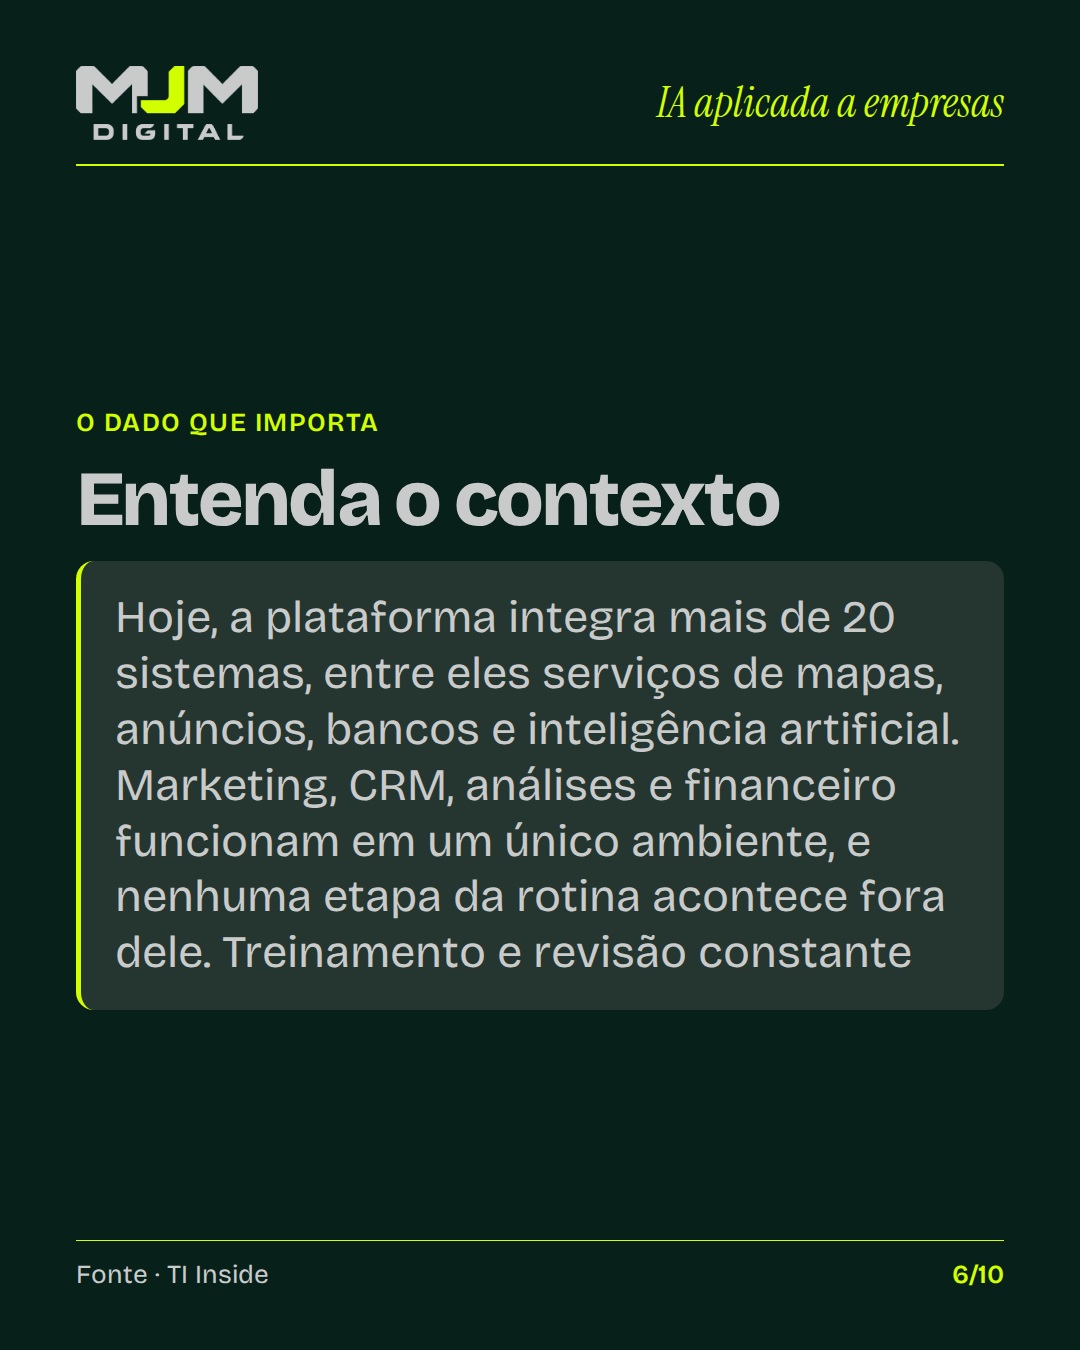 MJM
DIGITAL
IA aplicada a empresas
O DADO QUE IMPORTA
Entenda o contexto
Hoje, a plataforma integra mais de 20
sistemas, entre eles serviços de mapas,
anúncios, bancos e inteligência artificial.
Marketing, CRM, análises e financeiro
funcionam em um único ambiente, e
nenhuma etapa da rotina acontece fora
dele. Treinamento e revisão constante
Fonte · TI Inside
6/10